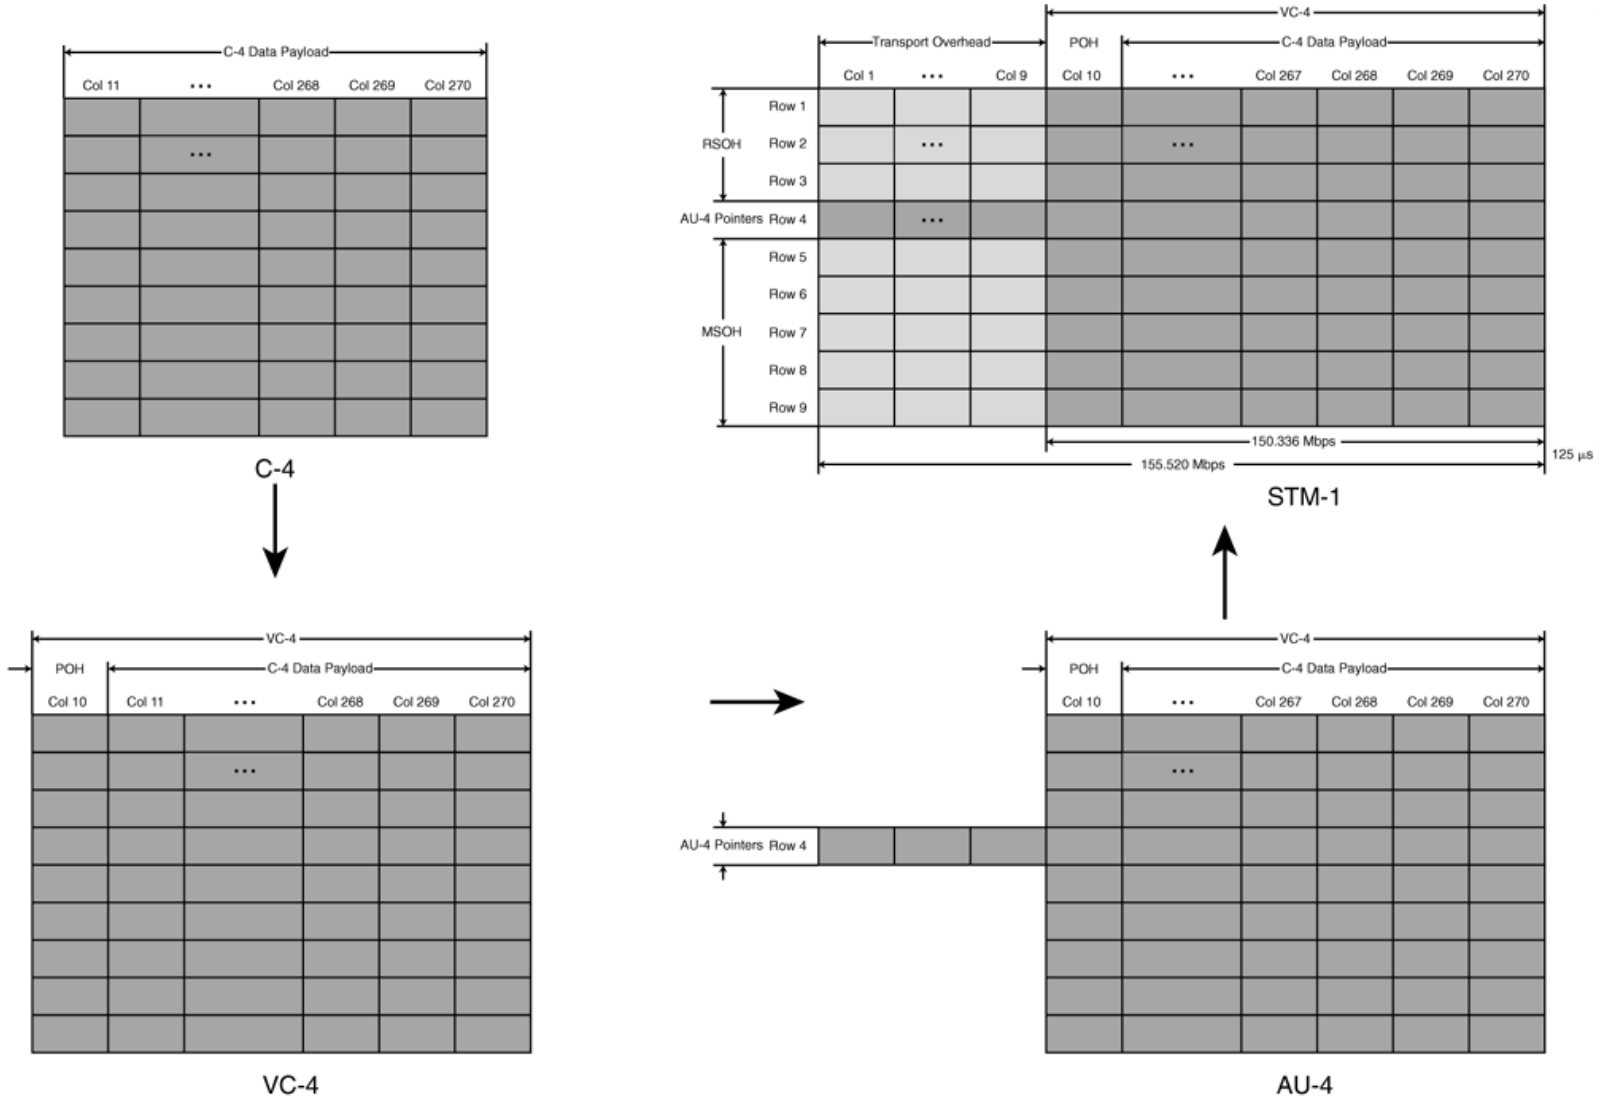 C-4 Data Payload
Col 11 ... Col 268 Col 269 Col 270
...
C-4
VC-4
Transport Overhead POH C-4 Data Payload
Col 1 ... Col 9 Col 10 ... Col 267 Col 268 Col 269 Col 270
Row 1
RSOH Row 2 ... ...
Row 3
AU-4 Pointers Row 4 ...
Row 5
Row 6
MSOH Row 7
Row 8
Row 9
150.336 Mbps
125 μs
155.520 Mbps
STM-1
VC-4
POH C-4 Data Payload
Col 10 Col 11 ... Col 268 Col 269 Col 270
...
VC-4
VC-4
POH C-4 Data Payload
Col 10 ... Col 267 Col 268 Col 269 Col 270
...
AU-4 Pointers Row 4
AU-4